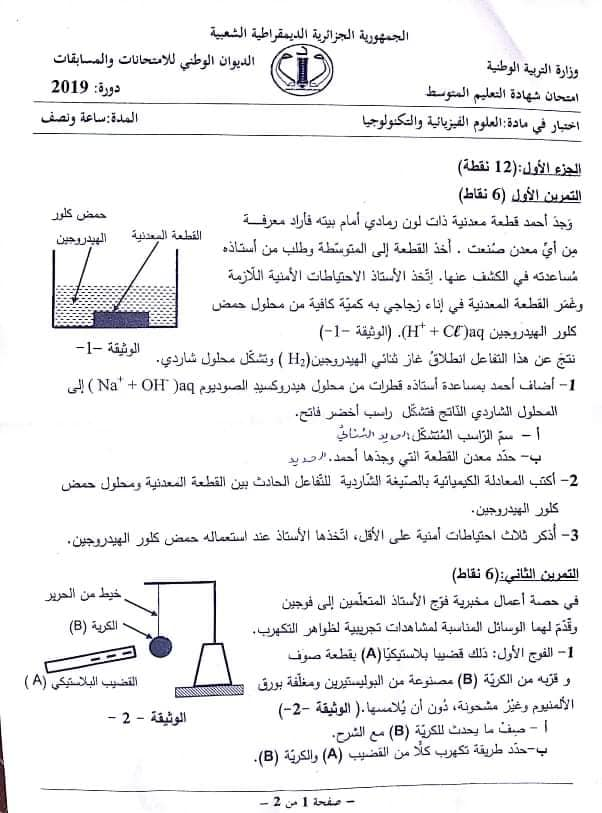 الجمهورية الجزائرية الديمقراطية الشعبية
وزارة التربية الوطنية
الديوان الوطني للامتحانات والمسابقات
امتحان شهادة التعليم المتوسط
دورة: 2019
اختبار في مادة:العلوم الفيزيائية والتكنولوجيا
المدة:ساعة ونصف
الجزء الأول:(12 نقطة)
التمرين الأول (6 نقاط)
وَجدَ أحمد قطعة معدنية ذات لون رمادي أمام بيته فأراد معرفــة
مِن أيِّ معدن صُنعت . أخذ القطعة إلى المتوسّطة وطلب من أستاذه
مُساعدته في الكشف عنها. اِتّخذ الأستاذ الاحتياطات الأمنية اللّازمة
وغَمَر القطعة المعدنية في إناء زجاجي به كميّة كافية من محلول حمض
كلور الهيدروجين (H⁺ + Cℓ⁻)aq. (الوثيقة -1-)
حمض كلور
الهيدروجين
القطعة المعدنية
الوثيقة -1-
نتجَ عن هذا التفاعل انطلاقُ غاز ثنائي الهيدروجين(H₂) وتشكّل محلول شاردي.
1- أضاف أحمد بمساعدة أستاذه قطرات من محلول هيدروكسيد الصوديوم (Na⁺ + OH⁻)aq إلى
المحلول الشاردي النّاتج فتشكّل راسب أخضر فاتح.
أ - سمّ الرّاسب المُتشكّل: الحديد الثنائي
ب- حدّد معدن القطعة التي وجدها أحمد. الحديد
2- أكتب المعادلة الكيميائية بالصّيغة الشّاردية للتّفاعل الحادث بين القطعة المعدنية ومحلول حمض
كلور الهيدروجين.
3- أُذكر ثلاث احتياطات أمنية على الأقل، اتّخذها الأستاذ عند استعماله حمض كلور الهيدروجين.
التمرين الثاني:(6 نقاط)
في حصة أعمال مخبرية فوّج الأستاذ المتعلّمين إلى فوجين
وقدّم لهما الوسائل المناسبة لمشاهدات تجريبية لظواهر التكهرب.
1- الفوج الأول: ذلك قضيبا بلاستيكيّا(A) بقطعة صوف
و قرّبه من الكريّة (B) مصنوعة من البوليستيرين ومغلّفة بورق
الألمنيوم وغيْر مشحونة، دُون أن يُلامسها.( الوثيقة -2-)
أ - صِفْ ما يحدث للكريّة (B) مع الشرح.
ب-حدّد طريقة تكهرب كلّا من القضيب (A) والكريّة (B).
خيط من الحرير
الكرية (B)
القضيب البلاستيكي (A)
الوثيقة - 2 -
- صفحة 1 من 2 -